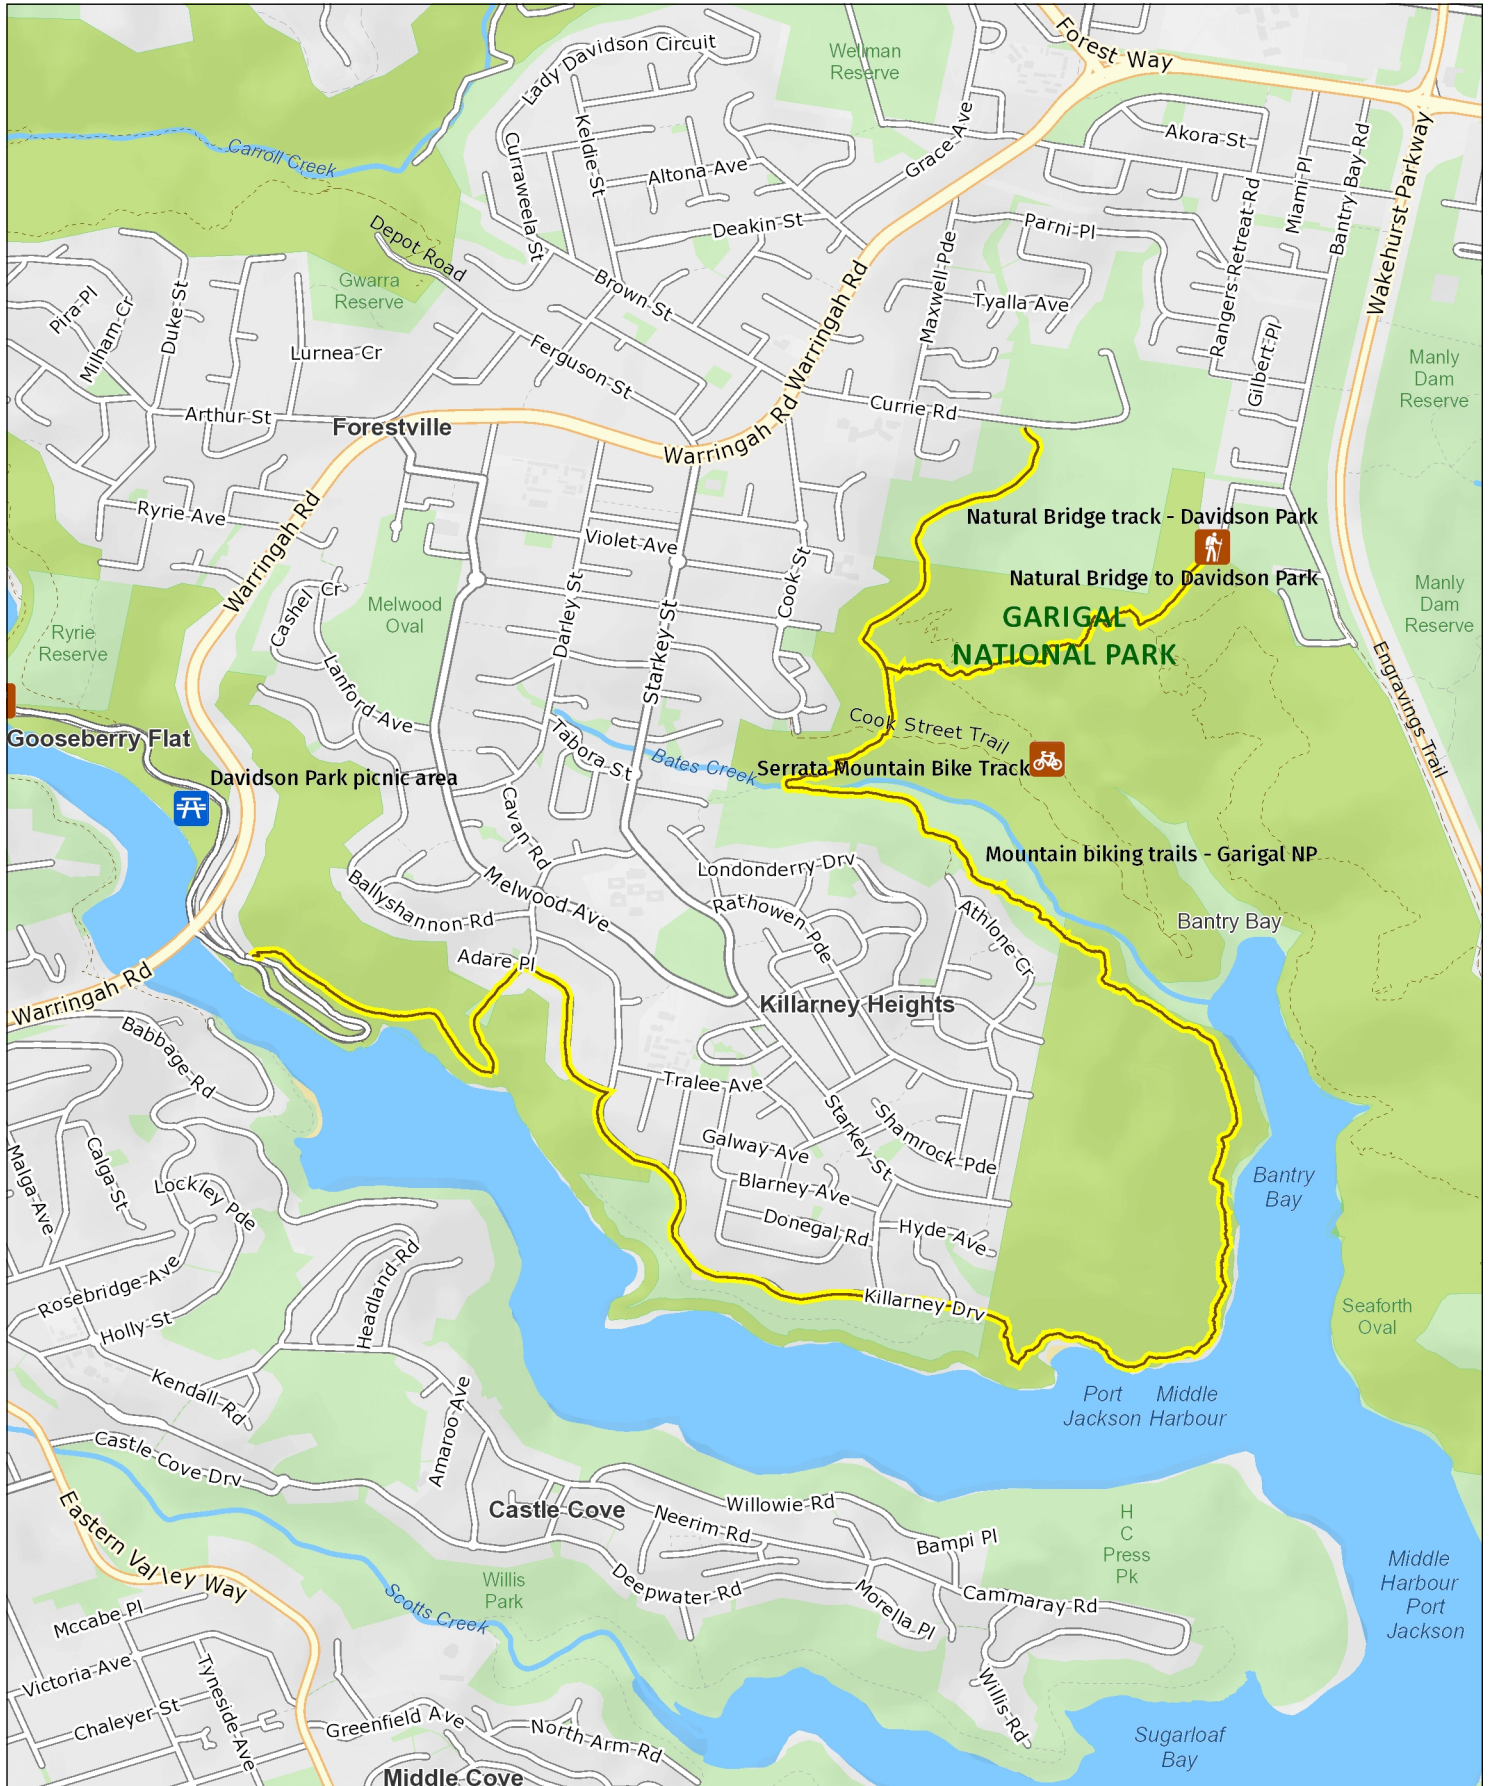 Forest Way
Lady Davidson Circuit
Wellman
Reserve
Akora St
Carroll Creek
Curraweela St
Keldie St
Altona Ave
Grace Ave
Wakehurst Parkway
Rangers Retreat Rd
Miami Pl
Bantry Bay Rd
Depot Road
Deakin St
Maxwell Pde
Parni Pl
Gwarra
Reserve
Brown St
Tyalla Ave
Pira Pl
Milham Cr
Duke St
Lurnea Cr
Ferguson St
Warringah Rd
Gilbert Pl
Manly
Dam
Reserve
Arthur St
Forestville
Warringah Rd
Currie Rd
Ryrie Ave
Warringah Rd
Violet Ave
Natural Bridge track - Davidson Park
Natural Bridge to Davidson Park
Cashel Cr
Melwood
Oval
Darley St
Starkey St
Cook St
GARIGAL
NATIONAL PARK
Manly
Dam
Reserve
Ryrie
Reserve
Lanford Ave
Engravings Trail
Gooseberry Flat
Davidson Park picnic area
Tabora St
Bates Creek
Cook Street Trail
Serrata Mountain Bike Track
Cavan Rd
Mountain biking trails - Garigal NP
Londonderry Drv
Ballyshannon Rd
Melwood Ave
Rathowen Pde
Athlone Cr
Bantry Bay
Adare Pl
Warringah Rd
Killarney Heights
Babbage Rd
Tralee Ave
Starkey St
Shamrock Pde
Malga Ave
Calga St
Lockley Pde
Galway Ave
Blarney Ave
Bantry
Bay
Donegal Rd
Hyde Ave
Rosebridge Ave
Headland Rd
Killarney Drv
Seaforth
Oval
Holly St
Kendall Rd
Amaroo Ave
Port
Jackson
Middle
Harbour
Castle Cove Drv
Castle Cove
Willowie Rd
Neerim Rd
Bampi Pl
H
C
Press
Pk
Eastern Valley Way
Willis
Park
Deepwater Rd
Morella Pl
Cammaray Rd
Middle
Harbour
Port
Jackson
Scotts Creek
Mccabe Pl
Victoria Ave
Tyneside Ave
Chaleyer St
Greenfield Ave
North Arm Rd
Willis Rd
Sugarloaf
Bay
Middle Cove